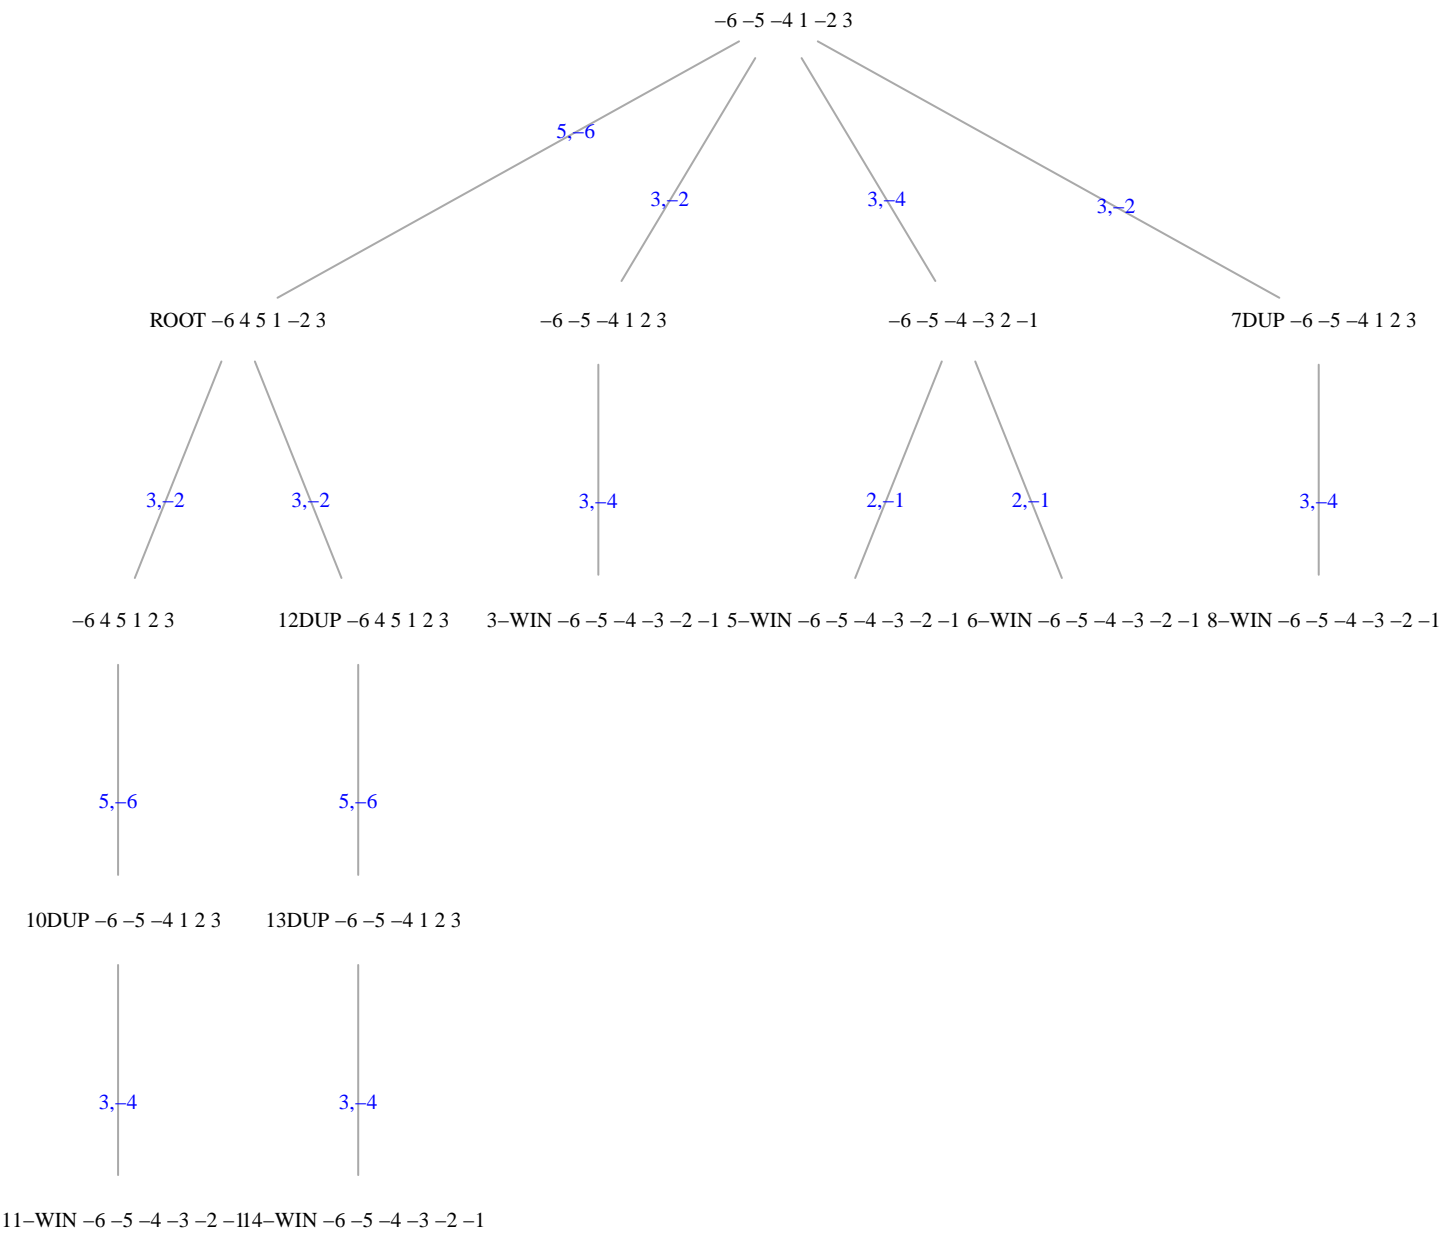 –6 –5 –4 1 –2 3
5,–6
3,–2
3,–4
3,–2
ROOT –6 4 5 1 –2 3
–6 –5 –4 1 2 3
–6 –5 –4 –3 2 –1
7DUP –6 –5 –4 1 2 3
3,–2
3,–2
3,–4
2,–1
2,–1
3,–4
–6 4 5 1 2 3
12DUP –6 4 5 1 2 3
3–WIN –6 –5 –4 –3 –2 –1
5–WIN –6 –5 –4 –3 –2 –1
6–WIN –6 –5 –4 –3 –2 –1
8–WIN –6 –5 –4 –3 –2 –1
5,–6
5,–6
10DUP –6 –5 –4 1 2 3
13DUP –6 –5 –4 1 2 3
3,–4
3,–4
11–WIN –6 –5 –4 –3 –2 –1
14–WIN –6 –5 –4 –3 –2 –1